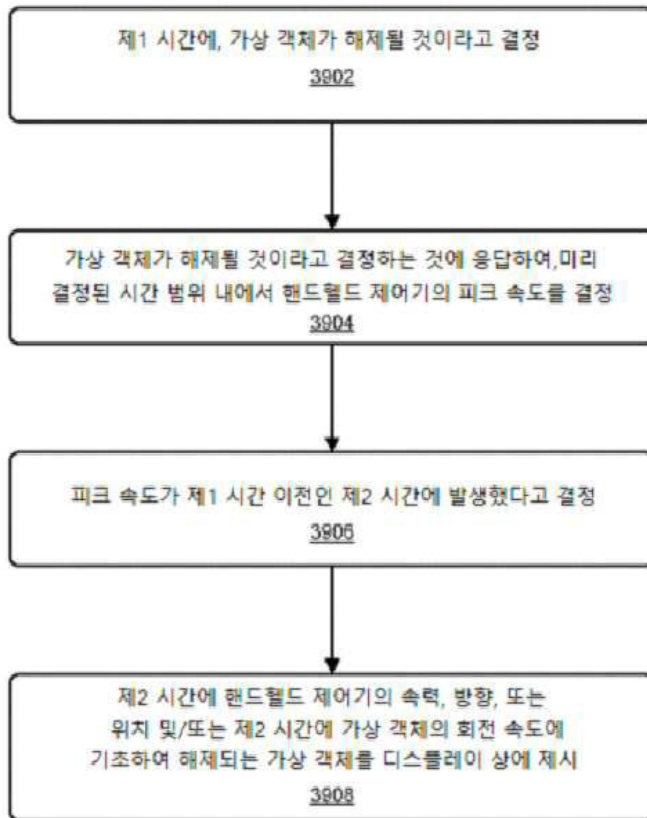 제1 시간에, 가상 객체가 해제될 것이라고 결정
3902
가상 객체가 해제될 것이라고 결정하는 것에 응답하여,미리
결정된 시간 범위 내에서 핸드헬드 제어기의 피크 속도를 결정
3904
피크 속도가 제1 시간 이전인 제2 시간에 발생했다고 결정
3906
제2 시간에 핸드헬드 제어기의 속력, 방향, 또는
위치 및/또는 제2 시간에 가상 객체의 회전 속도에
기초하여 해제되는 가상 객체를 디스플레이 상에 제시
3908